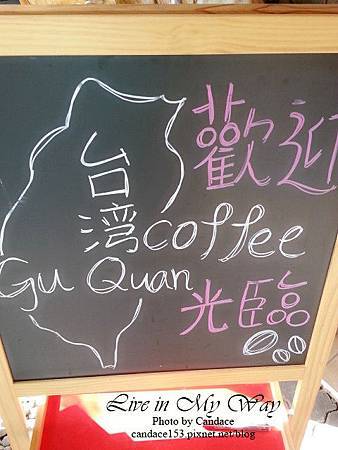 歡迎
台
湾coffee
Gu Quan
光臨
Live in My Way
Photo by Candace
candace153.pixnet.net/blog